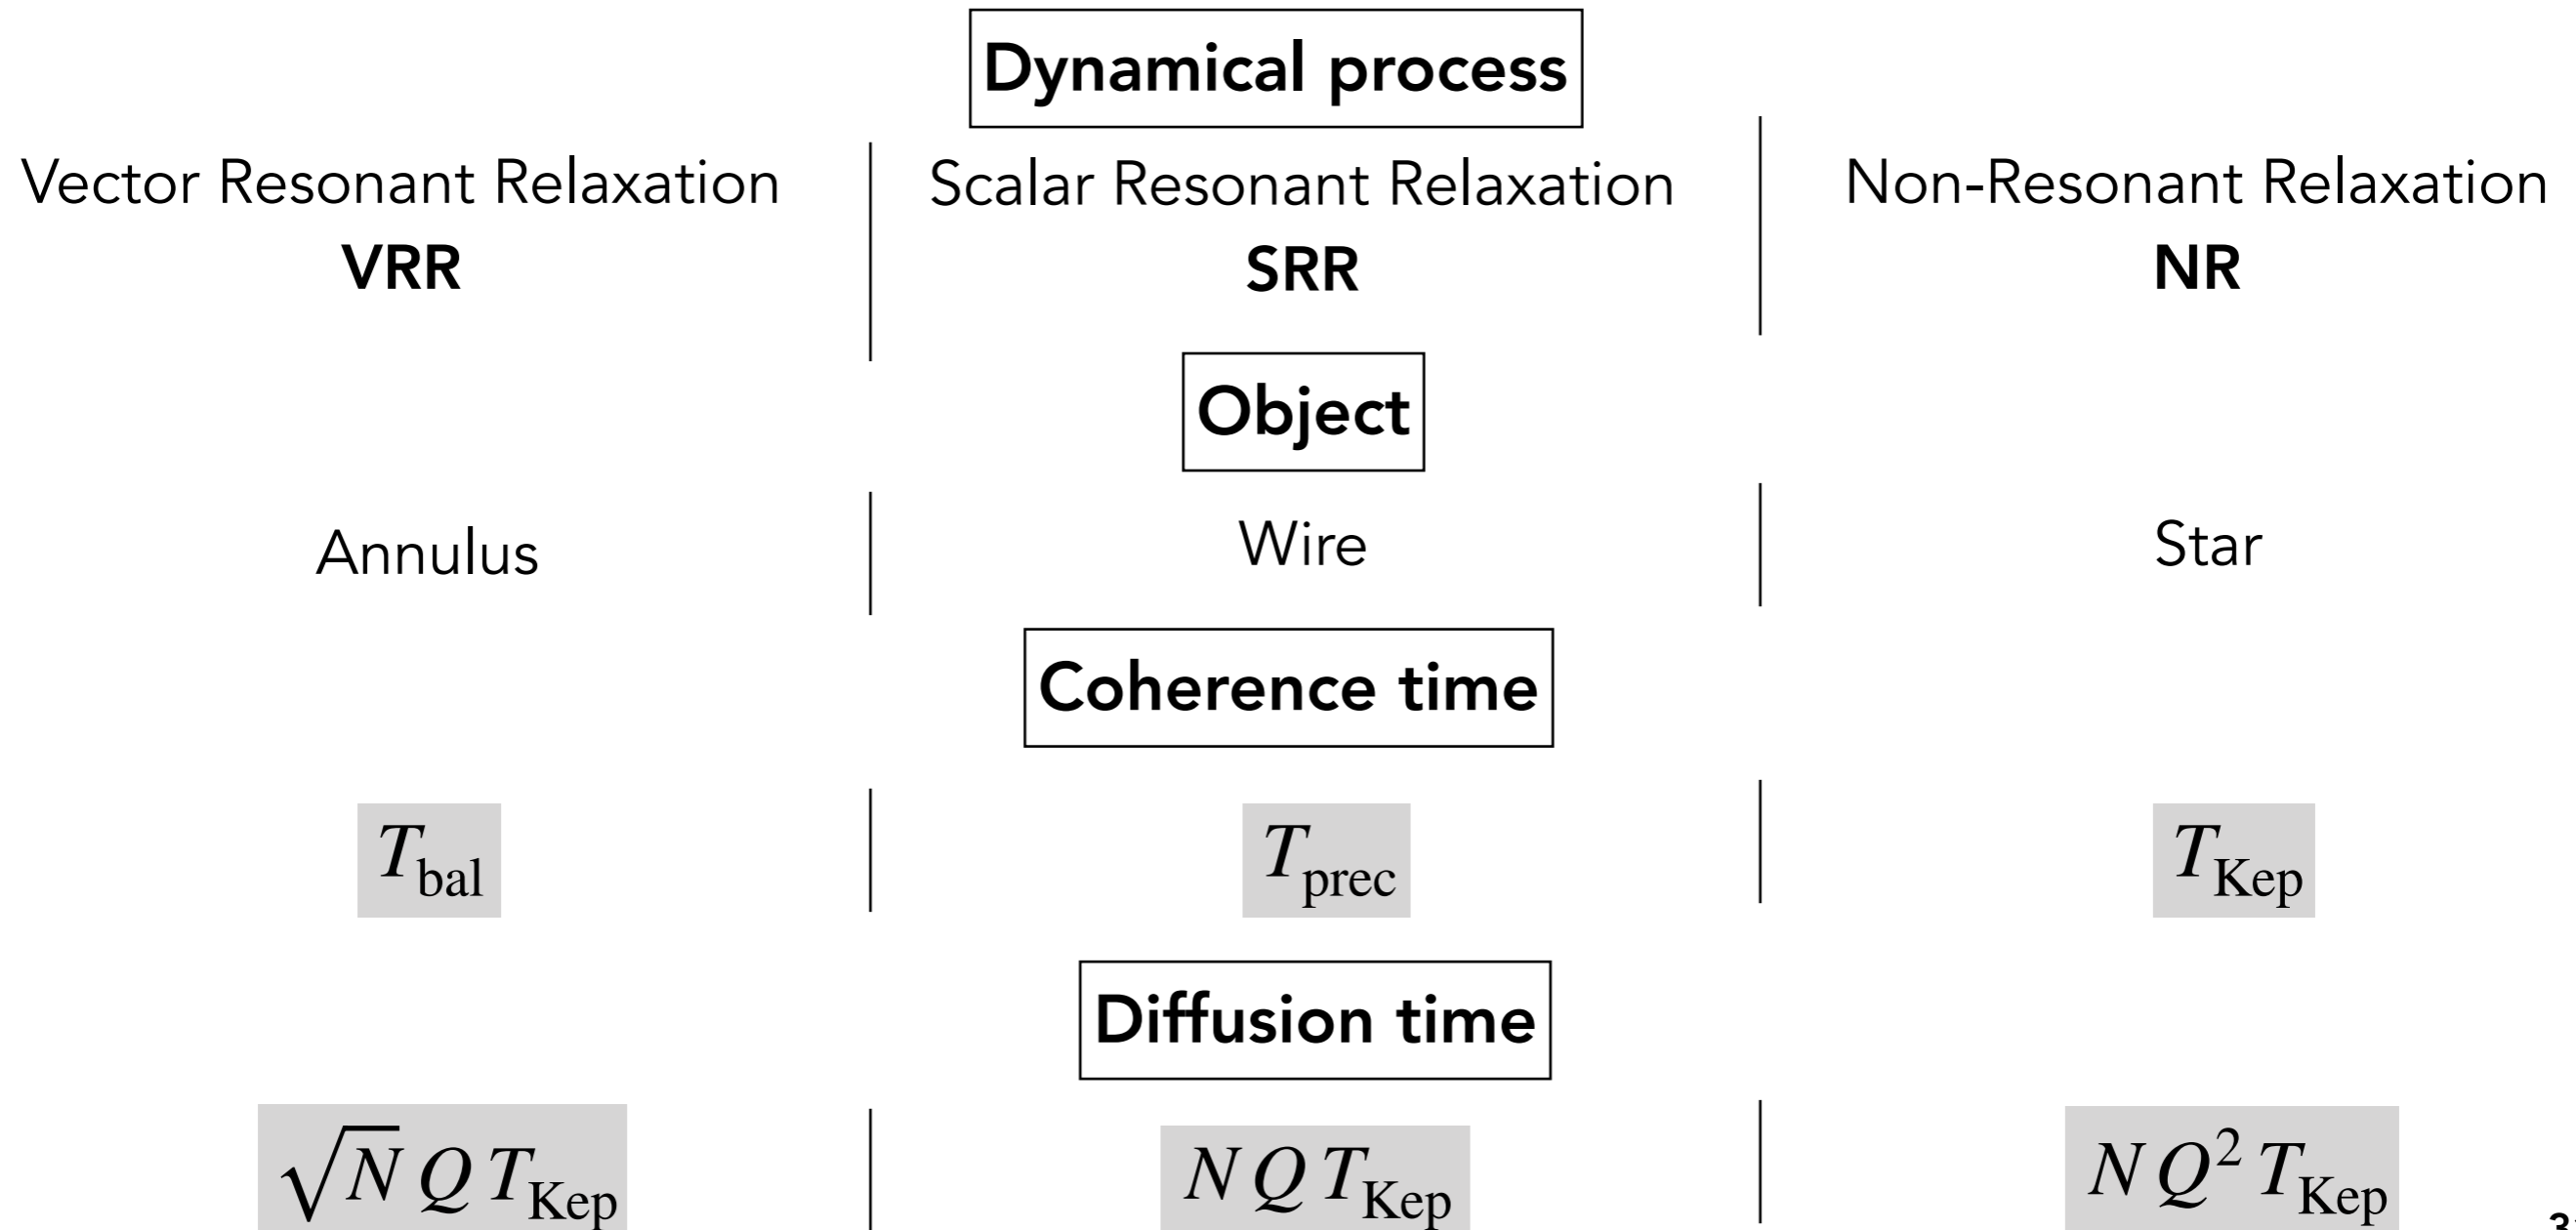 Dynamical process
Vector Resonant Relaxation
VRR
Scalar Resonant Relaxation
SRR
Non-Resonant Relaxation
NR
Object
Annulus
Wire
Star
Coherence time
T_bal
T_prec
T_Kep
Diffusion time
√N Q T_Kep
N Q T_Kep
N Q² T_Kep